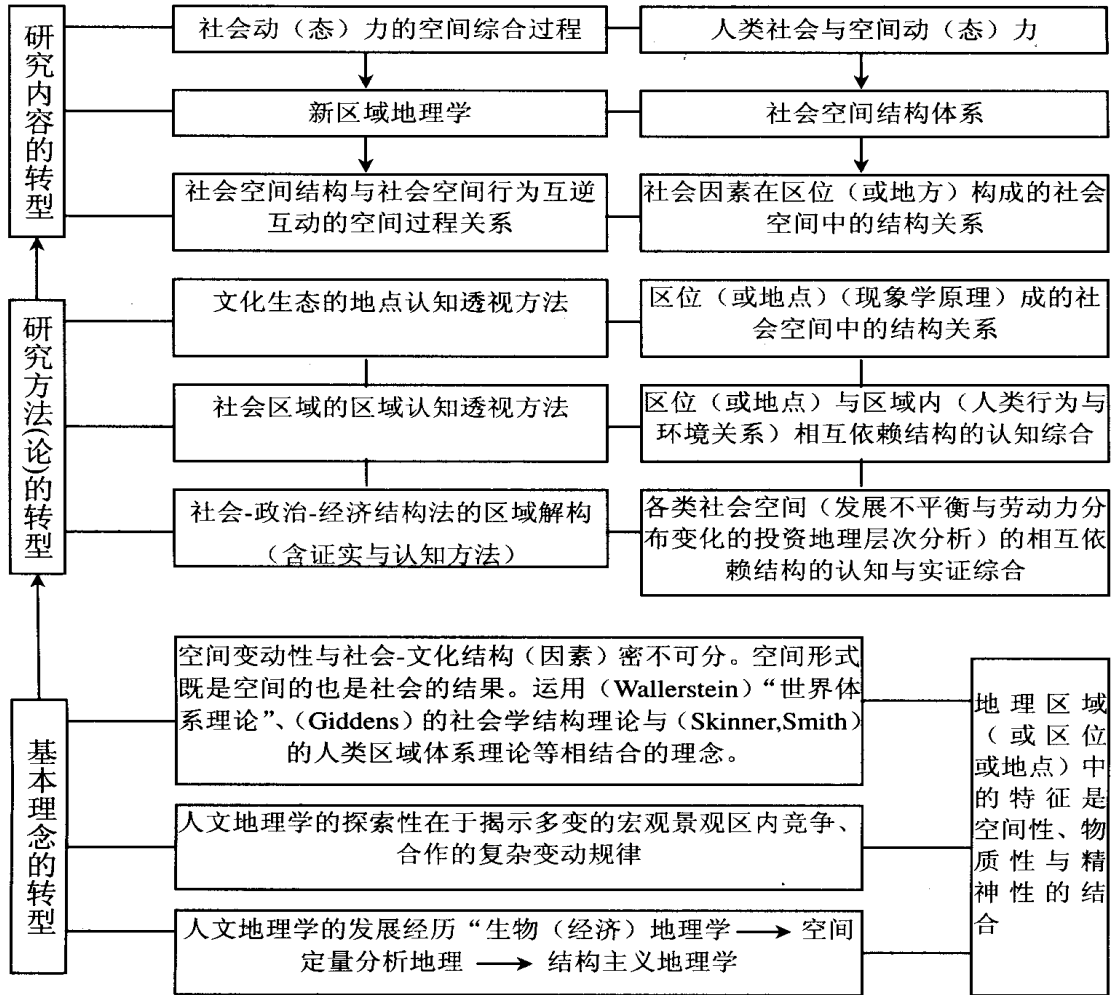 研究内容的转型
社会动（态）力的空间综合过程
人类社会与空间动（态）力
新区域地理学
社会空间结构体系
社会空间结构与社会空间行为互逆
互动的空间过程关系
社会因素在区位（或地方）构成的社会
空间中的结构关系
研究方法(论)的转型
文化生态的地点认知透视方法
区位（或地点）（现象学原理）成的社
会空间中的结构关系
社会区域的区域认知透视方法
区位（或地点）与区域内（人类行为与
环境关系）相互依赖结构的认知综合
社会-政治-经济结构法的区域解构
（含证实与认知方法）
各类社会空间（发展不平衡与劳动力分
布变化的投资地理层次分析）的相互依
赖结构的认知与实证综合
基本理念的转型
空间变动性与社会-文化结构（因素）密不可分。空间形式
既是空间的也是社会的结果。运用（Wallerstein）“世界体
系理论”、（Giddens）的社会学结构理论与（Skinner,Smith）
的人类区域体系理论等相结合的理念。
人文地理学的探索性在于揭示多变的宏观景观区内竞争、
合作的复杂变动规律
人文地理学的发展经历“生物（经济）地理学 → 空间
定量分析地理 → 结构主义地理学
地理区域
（或区位
或地点）中
的特征是
空间性、物
质性与精
神性的结
合